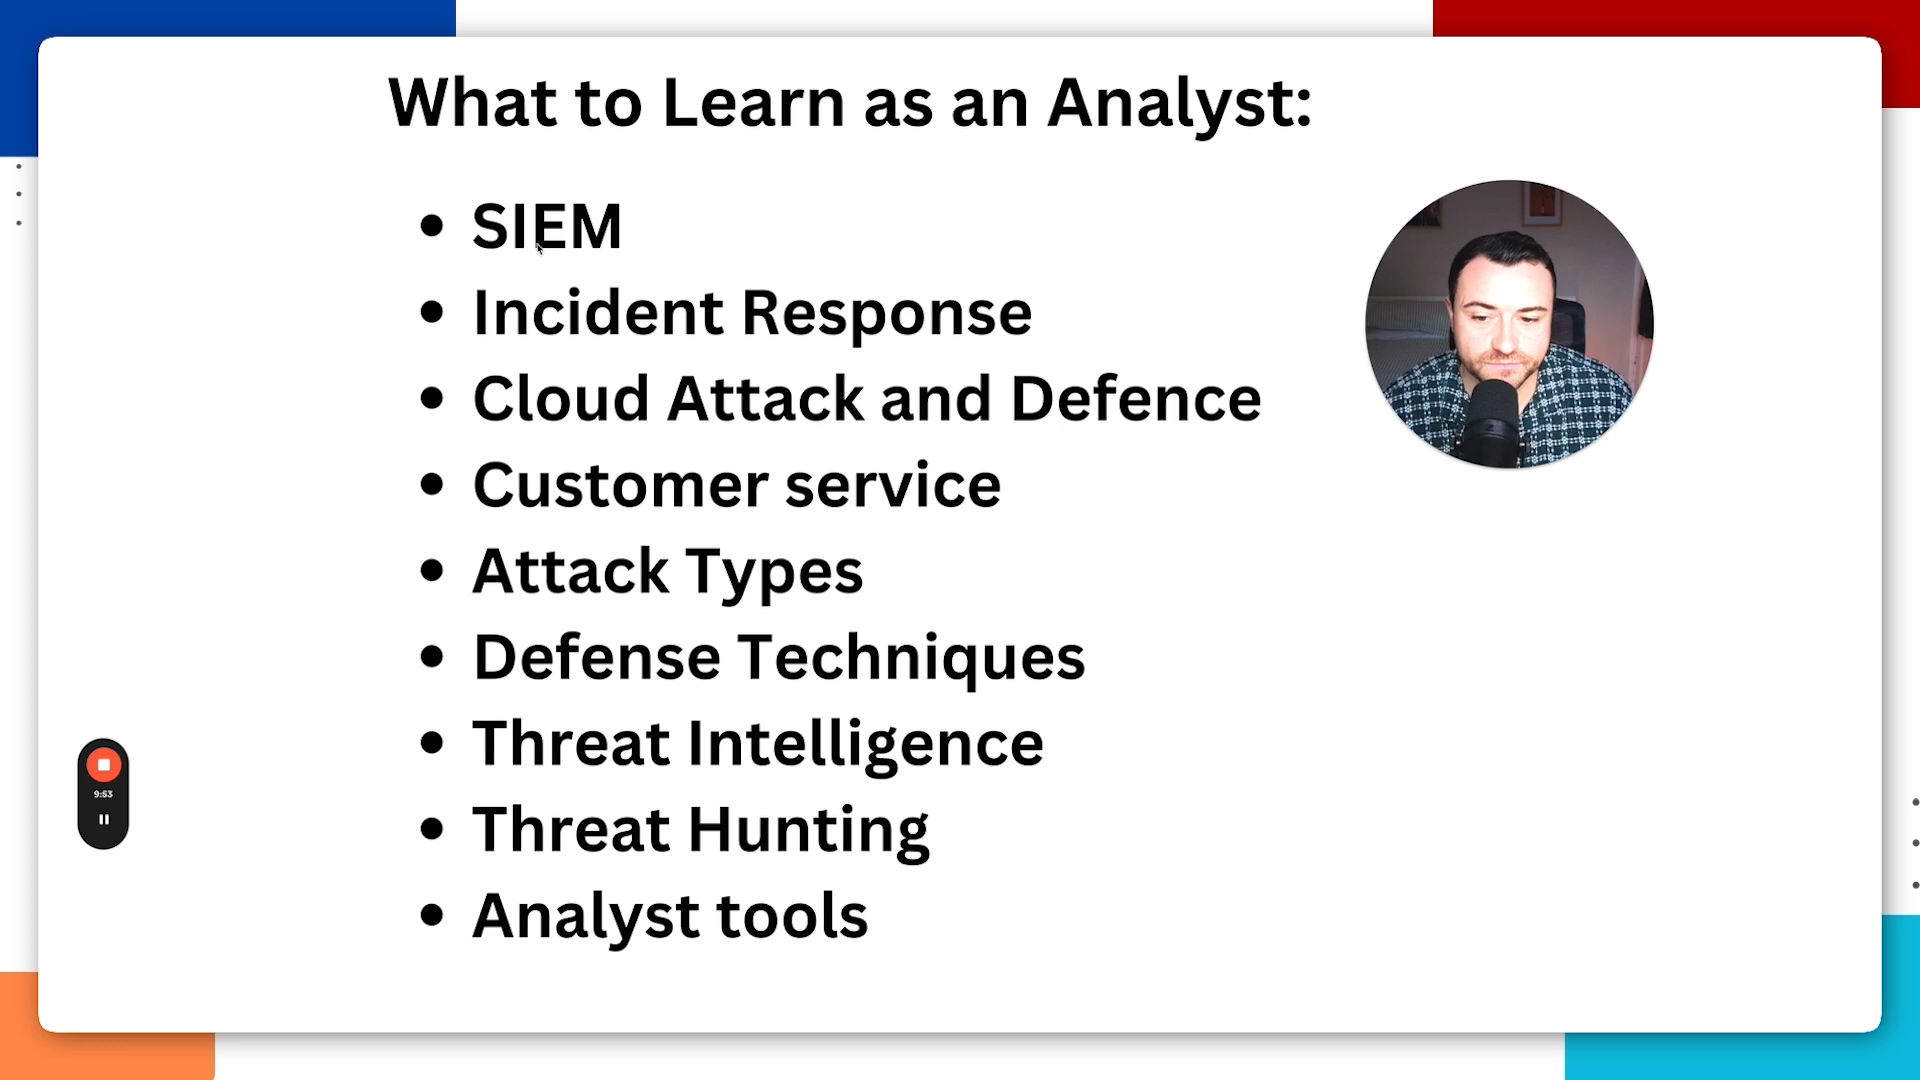 What to Learn as an Analyst:
SIEM
Incident Response
Cloud Attack and Defence
Customer service
Attack Types
Defense Techniques
Threat Intelligence
Threat Hunting
Analyst tools
9:53